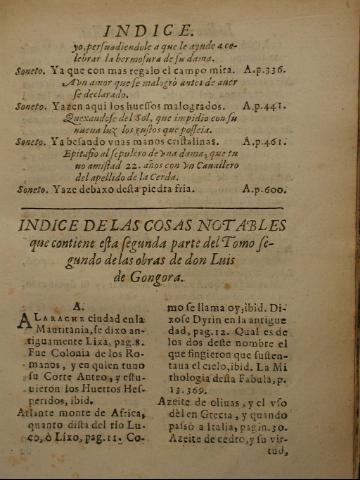 INDICE.
yo, persuadiendole a que le ayude a ce-
lebrar la hermosura de su dama.
Soneto. Ya que con mas regalo el campo mira. A.p.336.
A vn amor que se malogrò antes de auer
se declarado.
Soneto. Yazen aqui los huessos malogrados. A.p.441.
Quexandose del Sol, que impidio con su
nueua luz los gustos que posseia.
Soneto. Ya besando vnas manos cristalinas. A.p.461.
Epitafio al sepulcro de vna dama, que tu
uo amistad 22. años con vn Cauallero
del apellido de la Cerda.
Soneto. Yaze debaxo desta piedra fria. A.p.600.
INDICE DE LAS COSAS NOTABLES
que contiene esta segunda parte del Tomo se-
gundo de las obras de don Luis
de Gongora.
A.
ALARACHE ciudad en la
Mauritania, se dixo an-
tiguamente Lixa, pag.8.
Fue Colonia de los Ro-
manos, y en quien tuuo
su Corte Anteo, y estu-
uieron los Huertos Hes-
peridos, ibid.
Atlante monte de Africa,
quanto dista del rio Lu-
co, ò Lixo, pag.11. Co-
mo se llama oy, ibid. Di-
xose Dyrin en la antigue
dad, pag.12. Qual es de
los dos deste nombre el
que fingieron que susten-
taua el cielo, ibid. La Mi
thologia desta Fabula, p.
13.369.
Azeite de oliuas, y el vso
dèl en Grecia, y quando
passò a Italia, pagin.30.
Azeite de cedro, y su vir-
tud,